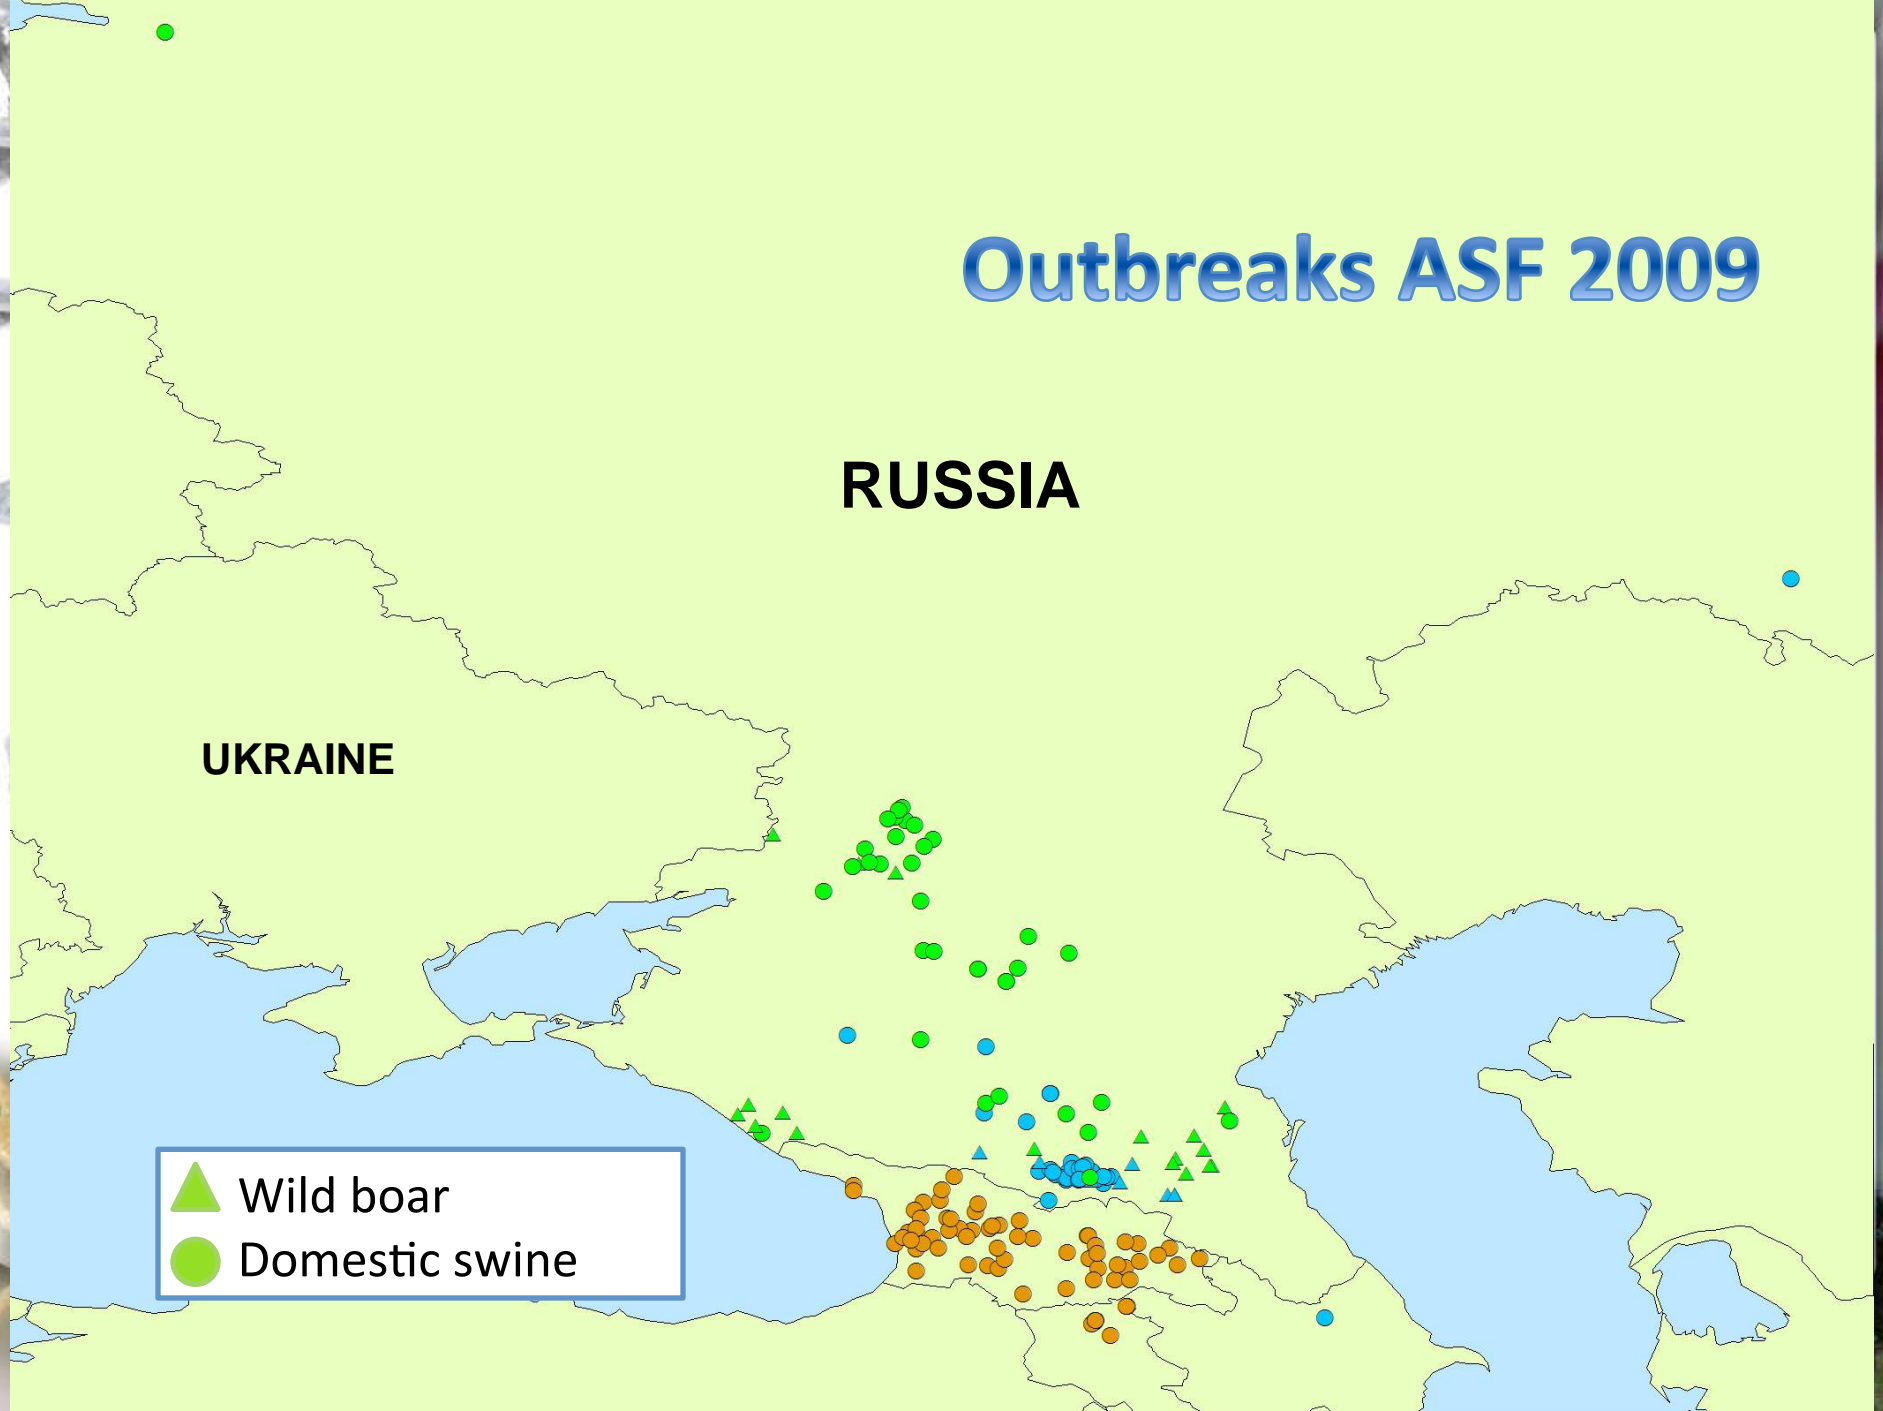 Outbreaks ASF 2009
RUSSIA
UKRAINE
Wild boar
Domestic swine